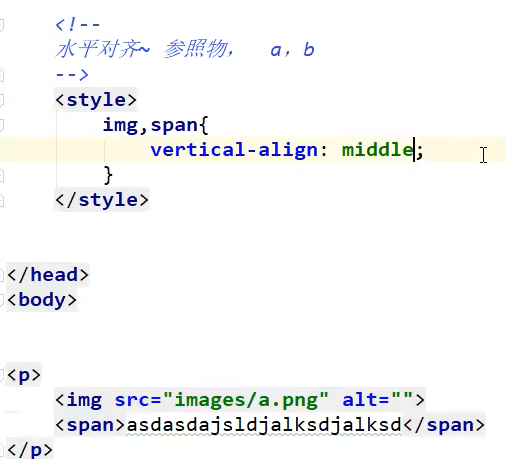 <!--
水平对齐~ 参照物， a，b
-->
<style>
img,span{
vertical-align: middle;
}
</style>
</head>
<body>
<p>
<img src="images/a.png" alt="">
<span>asdasdajsldjalksdjalksd</span>
</p>